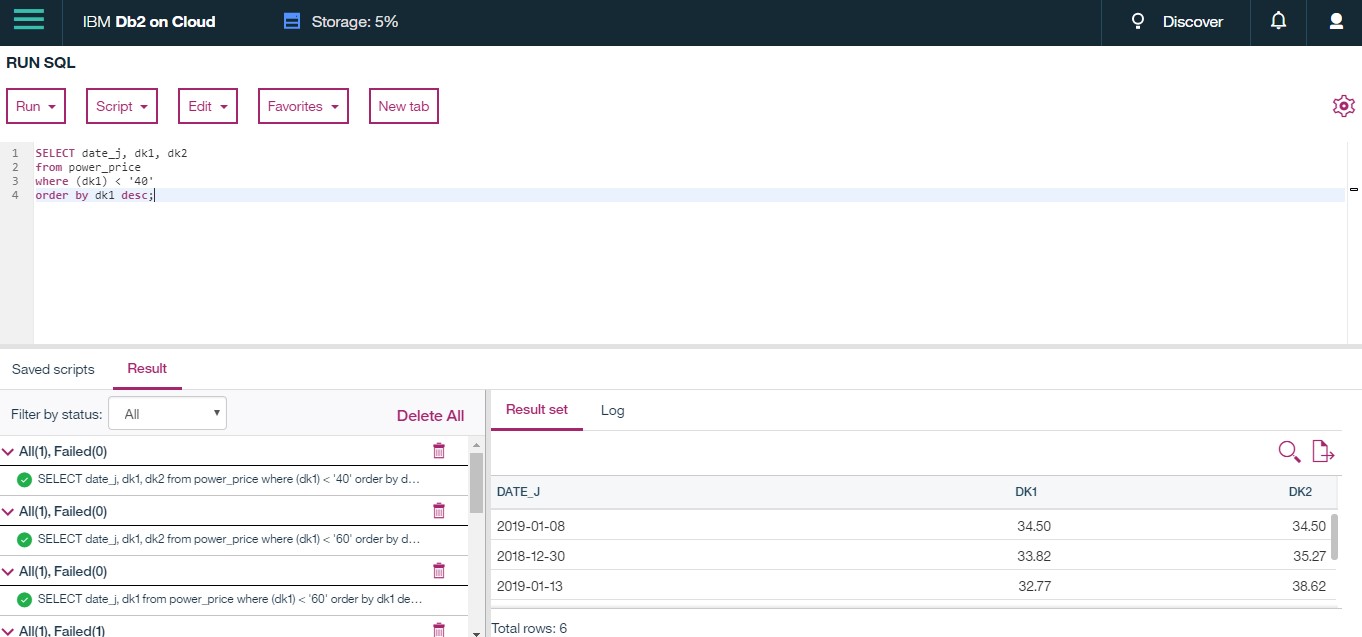 IBM Db2 on Cloud
Storage: 5%
Discover
RUN SQL
Run
Script
Edit
Favorites
New tab
1 SELECT date_j, dk1, dk2
2 from power_price
3 where (dk1) < '40'
4 order by dk1 desc;
Saved scripts
Result
Filter by status:
All
Delete All
All(1), Failed(0)
SELECT date_j, dk1, dk2 from power_price where (dk1) < '40' order by d...
All(1), Failed(0)
SELECT date_j, dk1, dk2 from power_price where (dk1) < '60' order by d...
All(1), Failed(0)
SELECT date_j, dk1 from power_price where (dk1) < '60' order by dk1 de...
All(1), Failed(1)
Result set
Log
DATE_J DK1 DK2
2019-01-08 34.50 34.50
2018-12-30 33.82 35.27
2019-01-13 32.77 38.62
Total rows: 6